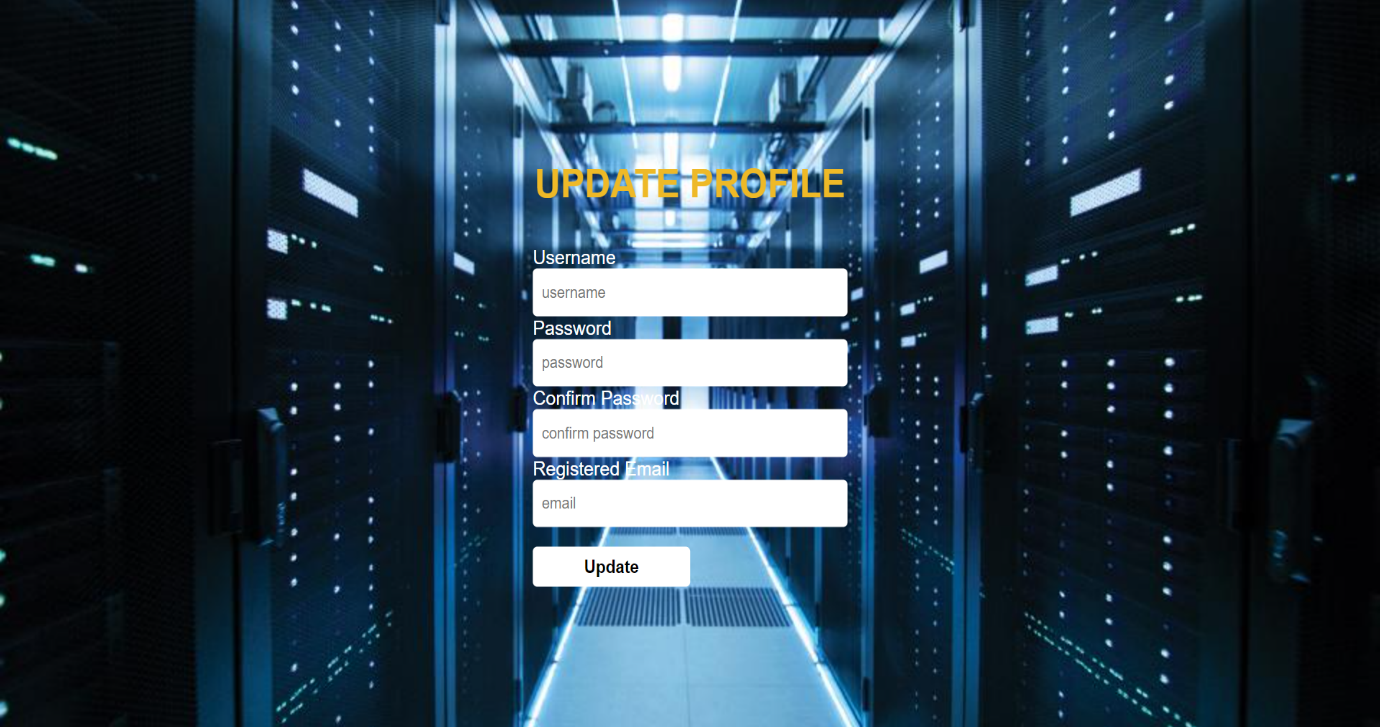 UPDATE PROFILE
Username
username
Password
password
Confirm Password
confirm password
Registered Email
email
Update